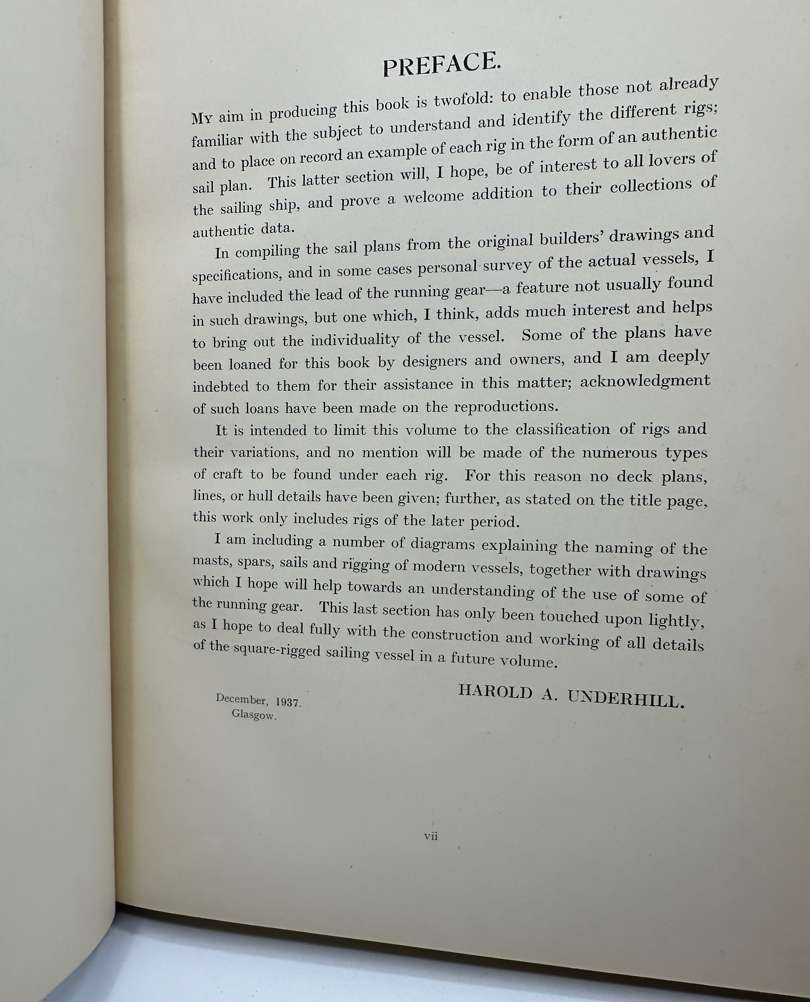 PREFACE.
MY aim in producing this book is twofold: to enable those not already
familiar with the subject to understand and identify the different rigs;
and to place on record an example of each rig in the form of an authentic
sail plan. This latter section will, I hope, be of interest to all lovers of
the sailing ship, and prove a welcome addition to their collections of
authentic data.
In compiling the sail plans from the original builders' drawings and
specifications, and in some cases personal survey of the actual vessels, I
have included the lead of the running gear—a feature not usually found
in such drawings, but one which, I think, adds much interest and helps
to bring out the individuality of the vessel. Some of the plans have
been loaned for this book by designers and owners, and I am deeply
indebted to them for their assistance in this matter; acknowledgment
of such loans have been made on the reproductions.
It is intended to limit this volume to the classification of rigs and
their variations, and no mention will be made of the numerous types
of craft to be found under each rig. For this reason no deck plans,
lines, or hull details have been given; further, as stated on the title page,
this work only includes rigs of the later period.
I am including a number of diagrams explaining the naming of the
masts, spars, sails and rigging of modern vessels, together with drawings
which I hope will help towards an understanding of the use of some of
the running gear. This last section has only been touched upon lightly,
as I hope to deal fully with the construction and working of all details
of the square-rigged sailing vessel in a future volume.
HAROLD A. UNDERHILL.
December, 1937.
Glasgow.
vii